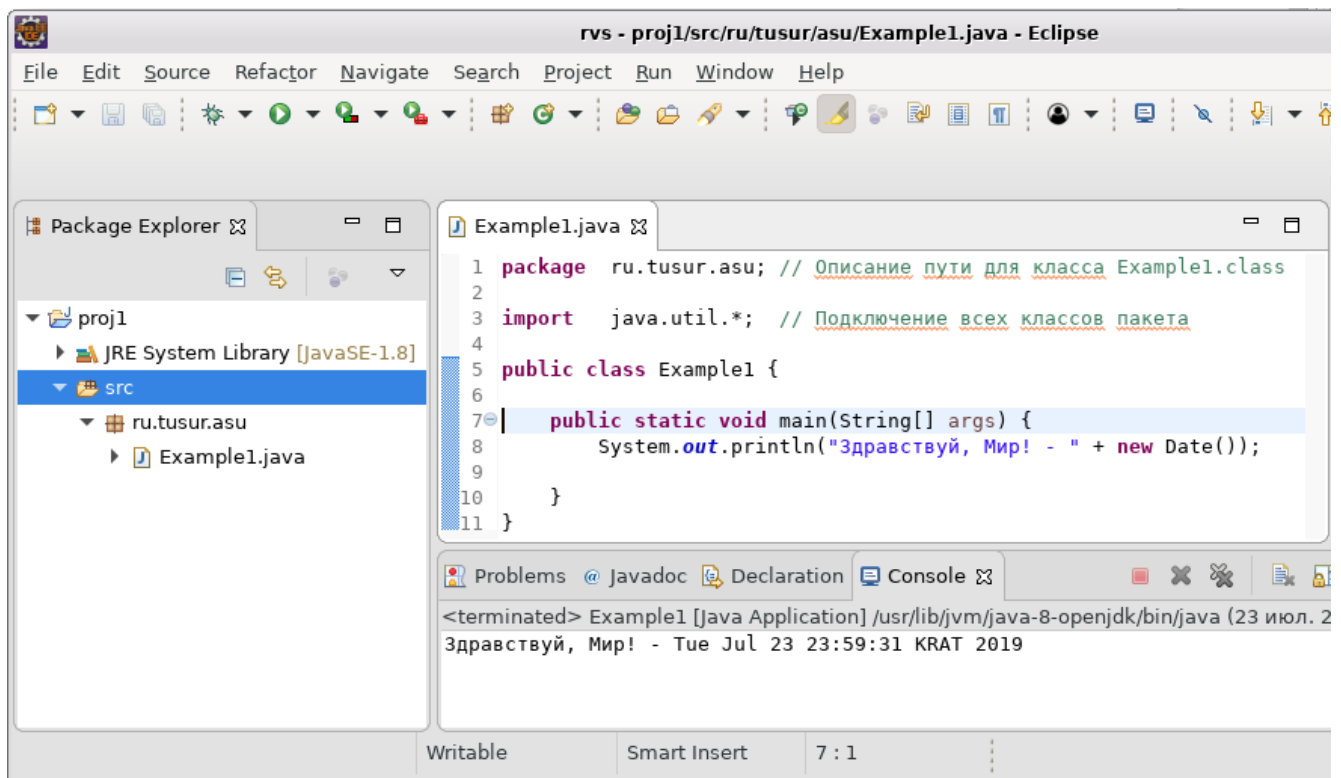 rvs - proj1/src/ru/tusur/asu/Example1.java - Eclipse
File Edit Source Refactor Navigate Search Project Run Window Help
Package Explorer
proj1
JRE System Library [JavaSE-1.8]
src
ru.tusur.asu
Example1.java
Example1.java
1 package ru.tusur.asu; // Описание пути для класса Example1.class
2
3 import java.util.*; // Подключение всех классов пакета
4
5 public class Example1 {
6
7 public static void main(String[] args) {
8 System.out.println("Здравствуй, Мир! - " + new Date());
9
10 }
11 }
Problems @ Javadoc Declaration Console
<terminated> Example1 [Java Application] /usr/lib/jvm/java-8-openjdk/bin/java (23 июл. 2
Здравствуй, Мир! - Tue Jul 23 23:59:31 KRAT 2019
Writable Smart Insert 7 : 1